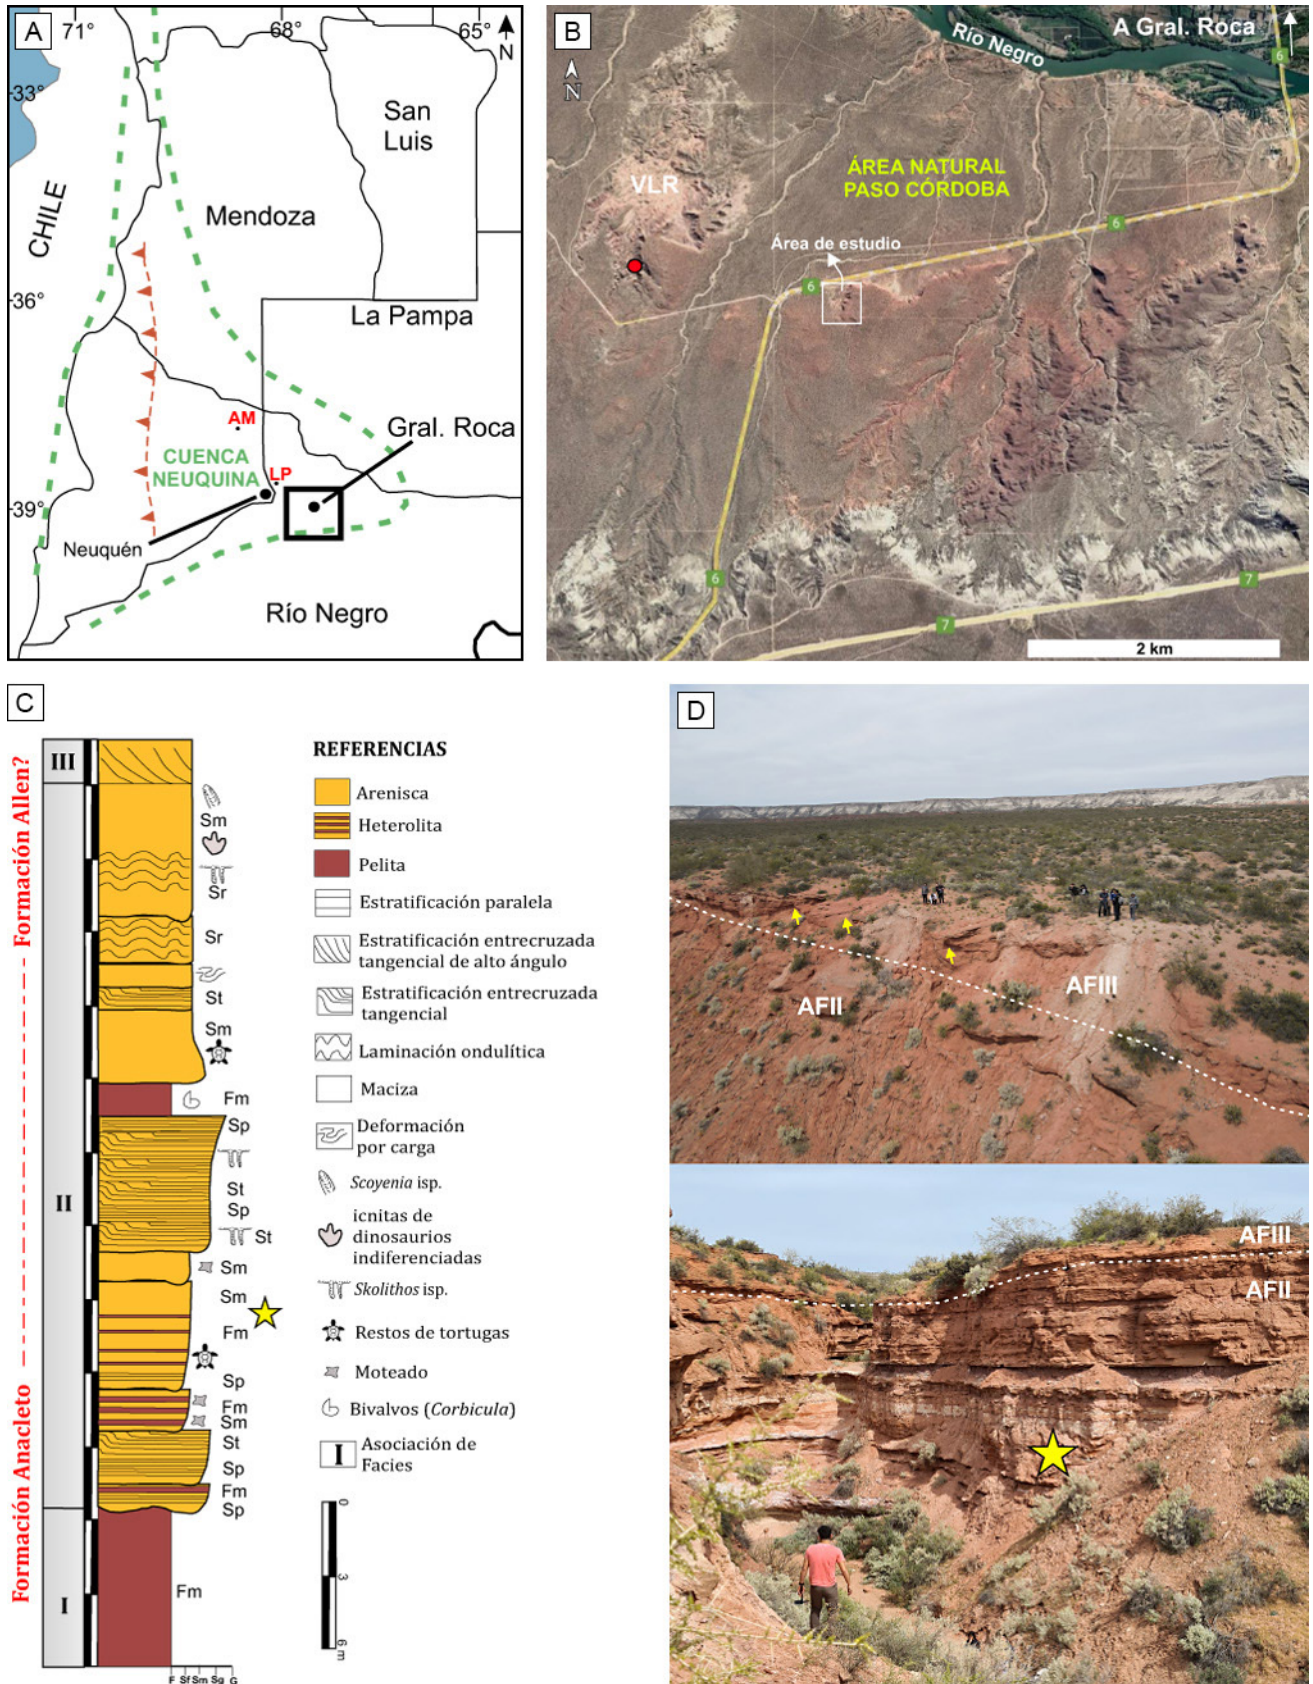 A
71°
68°
65°
N
33°
San
Luis
CHILE
Mendoza
36°
La Pampa
AM
Gral. Roca
CUENCA
NEUQUINA
LP
39°
Neuquén
Río Negro
B
N
Río Negro
A Gral. Roca
6
ÁREA NATURAL
PASO CÓRDOBA
VLR
6
Área de estudio
6
6
7
7
2 km
C
Formación Allen?
Formación Anacleto
III
II
I
Sm
Sr
Sr
St
Sm
Fm
Sp
St
Sp
St
Sm
Sm
Fm
Sp
Fm
Sm
St
Sp
Fm
Sp
Fm
F Sf Sm Sg G
REFERENCIAS
Arenisca
Heterolita
Pelita
Estratificación paralela
Estratificación entrecruzada
tangencial de alto ángulo
Estratificación entrecruzada
tangencial
Laminación ondulítica
Maciza
Deformación
por carga
Scoyenia isp.
icnitas de
dinosaurios
indiferenciadas
Skolithos isp.
Restos de tortugas
Moteado
Bivalvos (Corbicula)
I
Asociación de
Facies
0
3
6m
D
AFII
AFIII
AFIII
AFII